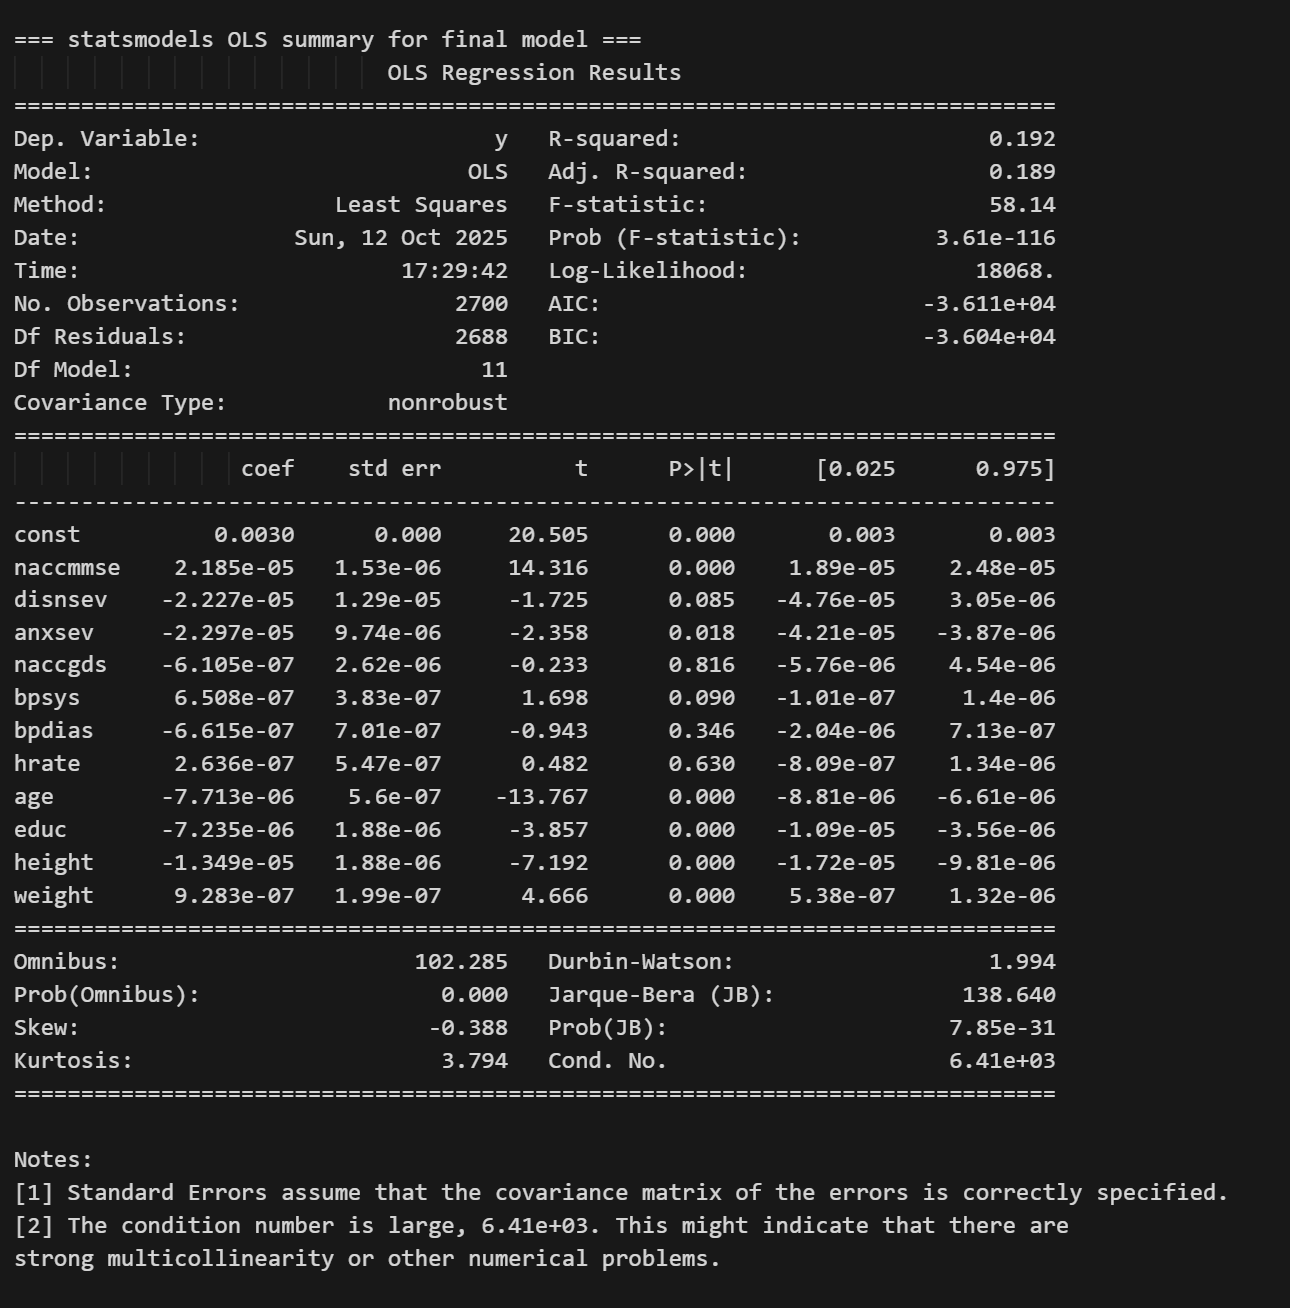 === statsmodels OLS summary for final model ===
                            OLS Regression Results
==============================================================================
Dep. Variable:                      y   R-squared:                       0.192
Model:                            OLS   Adj. R-squared:                  0.189
Method:                 Least Squares   F-statistic:                     58.14
Date:                Sun, 12 Oct 2025   Prob (F-statistic):          3.61e-116
Time:                        17:29:42   Log-Likelihood:                 18068.
No. Observations:                2700   AIC:                        -3.611e+04
Df Residuals:                    2688   BIC:                        -3.604e+04
Df Model:                          11
Covariance Type:            nonrobust
==============================================================================
                 coef    std err          t      P>|t|      [0.025      0.975]
------------------------------------------------------------------------------
const          0.0030      0.000     20.505      0.000       0.003       0.003
naccmmse    2.185e-05   1.53e-06     14.316      0.000    1.89e-05    2.48e-05
disnsev    -2.227e-05   1.29e-05     -1.725      0.085   -4.76e-05    3.05e-06
anxsev     -2.297e-05   9.74e-06     -2.358      0.018   -4.21e-05   -3.87e-06
naccgds    -6.105e-07   2.62e-06     -0.233      0.816   -5.76e-06    4.54e-06
bpsys       6.508e-07   3.83e-07      1.698      0.090   -1.01e-07     1.4e-06
bpdias     -6.615e-07   7.01e-07     -0.943      0.346   -2.04e-06    7.13e-07
hrate       2.636e-07   5.47e-07      0.482      0.630   -8.09e-07    1.34e-06
age        -7.713e-06    5.6e-07    -13.767      0.000   -8.81e-06   -6.61e-06
educ       -7.235e-06   1.88e-06     -3.857      0.000   -1.09e-05   -3.56e-06
height     -1.349e-05   1.88e-06     -7.192      0.000   -1.72e-05   -9.81e-06
weight      9.283e-07   1.99e-07      4.666      0.000    5.38e-07    1.32e-06
==============================================================================
Omnibus:                      102.285   Durbin-Watson:                   1.994
Prob(Omnibus):                  0.000   Jarque-Bera (JB):              138.640
Skew:                          -0.388   Prob(JB):                     7.85e-31
Kurtosis:                       3.794   Cond. No.                     6.41e+03
==============================================================================

Notes:
[1] Standard Errors assume that the covariance matrix of the errors is correctly specified.
[2] The condition number is large, 6.41e+03. This might indicate that there are
strong multicollinearity or other numerical problems.